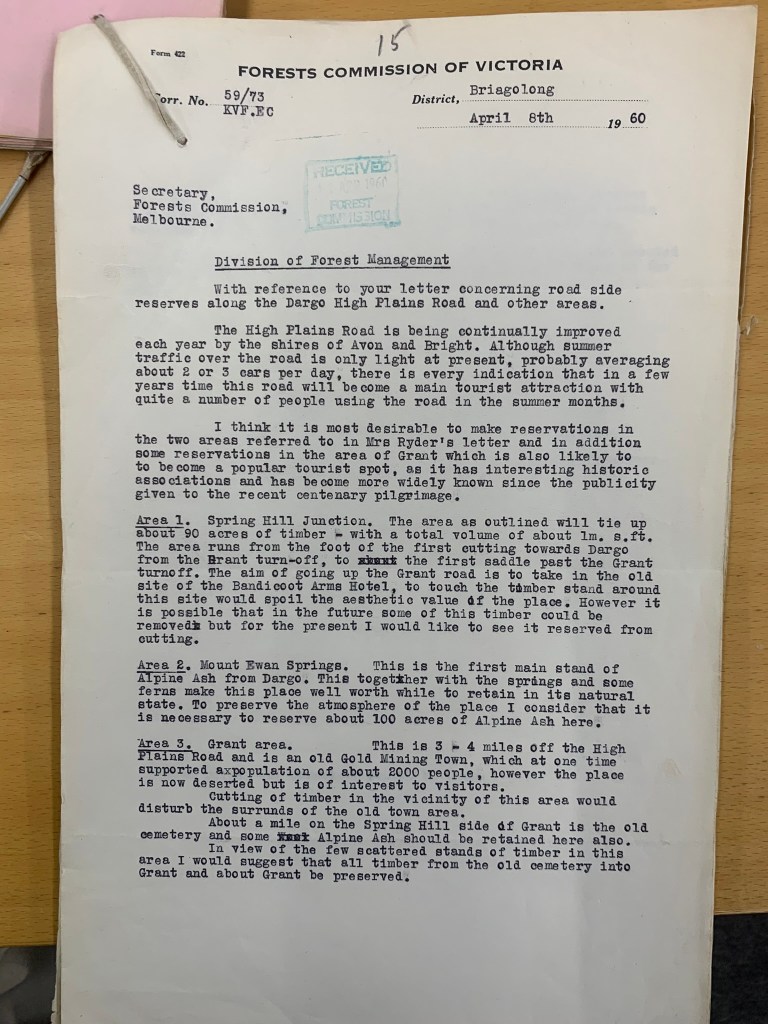 15
Form 422
FORESTS COMMISSION OF VICTORIA
Corr. No. 59/73
KVF.EC
District, Briagolong
April 8th 19 60
RECEIVED
1960
FOREST
COMMISSION
Secretary,
Forests Commission,
Melbourne.
Division of Forest Management
With reference to your letter concerning road side
reserves along the Dargo High Plains Road and other areas.
The High Plains Road is being continually improved
each year by the shires of Avon and Bright. Although summer
traffic over the road is only light at present, probably averaging
about 2 or 3 cars per day, there is every indication that in a few
years time this road will become a main tourist attraction with
quite a number of people using the road in the summer months.
I think it is most desirable to make reservations in
the two areas referred to in Mrs Ryder's letter and in addition
some reservations in the area of Grant which is also likely to
to become a popular tourist spot, as it has interesting historic
associations and has become more widely known since the publicity
given to the recent centenary pilgrimage.
Area 1. Spring Hill Junction. The area as outlined will tie up
about 90 acres of timber - with a total volume of about 1m. s.ft.
The area runs from the foot of the first cutting towards Dargo
from the Grant turn-off, to the first saddle past the Grant
turnoff. The aim of going up the Grant road is to take in the old
site of the Bandicoot Arms Hotel, to touch the timber stand around
this site would spoil the aesthetic value of the place. However it
is possible that in the future some of this timber could be
removed but for the present I would like to see it reserved from
cutting.
Area 2. Mount Ewan Springs. This is the first main stand of
Alpine Ash from Dargo. This together with the springs and some
ferns make this place well worth while to retain in its natural
state. To preserve the atmosphere of the place I consider that it
is necessary to reserve about 100 acres of Alpine Ash here.
Area 3. Grant area. This is 3 - 4 miles off the High
Plains Road and is an old Gold Mining Town, which at one time
supported axpopulation of about 2000 people, however the place
is now deserted but is of interest to visitors.
Cutting of timber in the vicinity of this area would
disturb the surrunds of the old town area.
About a mile on the Spring Hill side of Grant is the old
cemetery and some Alpine Ash should be retained here also.
In view of the few scattered stands of timber in this
area I would suggest that all timber from the old cemetery into
Grant and about Grant be preserved.